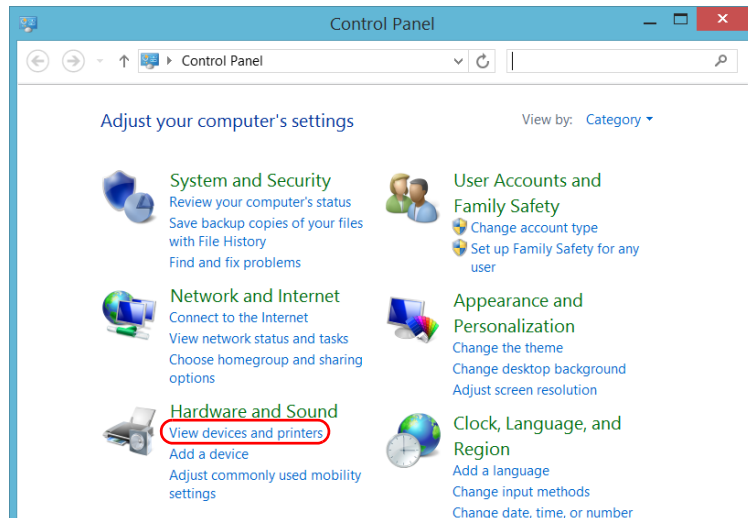 Control Panel
Control Panel
Adjust your computer's settings
View by: Category
System and Security
Review your computer's status
Save backup copies of your files
with File History
Find and fix problems
Network and Internet
Connect to the Internet
View network status and tasks
Choose homegroup and sharing
options
Hardware and Sound
View devices and printers
Add a device
Adjust commonly used mobility
settings
User Accounts and
Family Safety
Change account type
Set up Family Safety for any
user
Appearance and
Personalization
Change the theme
Change desktop background
Adjust screen resolution
Clock, Language, and
Region
Add a language
Change input methods
Change date, time, or number